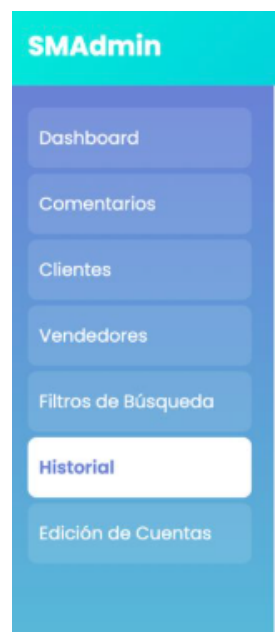 SMAdmin
Dashboard
Comentarios
Clientes
Vendedores
Filtros de Búsqueda
Historial
Edición de Cuentas